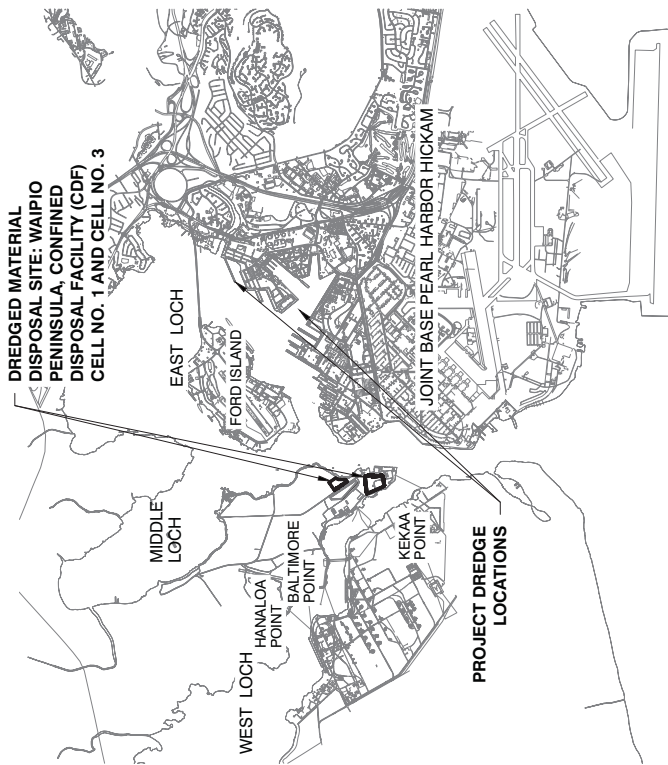 DREDGED MATERIAL
DISPOSAL SITE: WAIPIO
PENINSULA, CONFINED
DISPOSAL FACILITY (CDF)
CELL NO. 1 AND CELL NO. 3
EAST LOCH
FORD ISLAND
JOINT BASE PEARL HARBOR HICKAM
MIDDLE
LOCH
WEST LOCH
HANALOA
POINT
BALTIMORE
POINT
KEKAA
POINT
PROJECT DREDGE
LOCATIONS